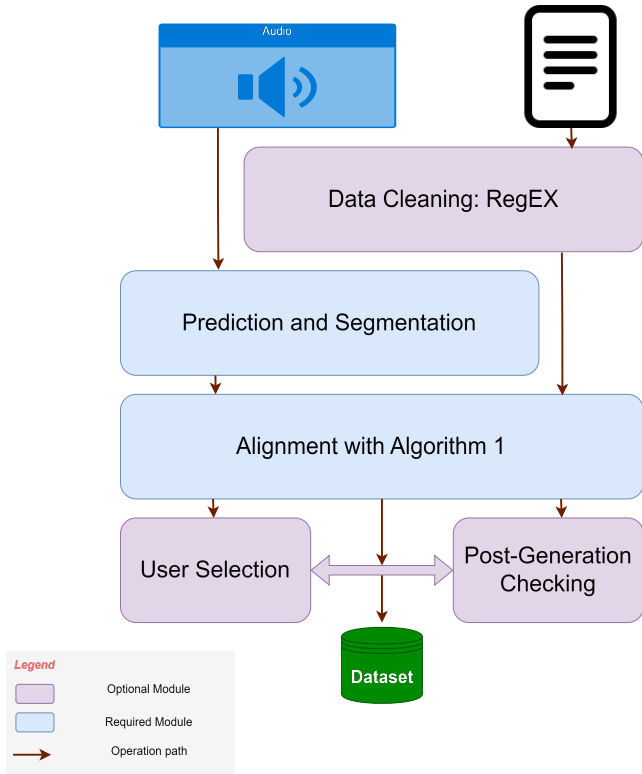 Audio
Data Cleaning: RegEX
Prediction and Segmentation
Alignment with Algorithm 1
User Selection
Post-Generation
Checking
Dataset
Legend
Optional Module
Required Module
Operation path